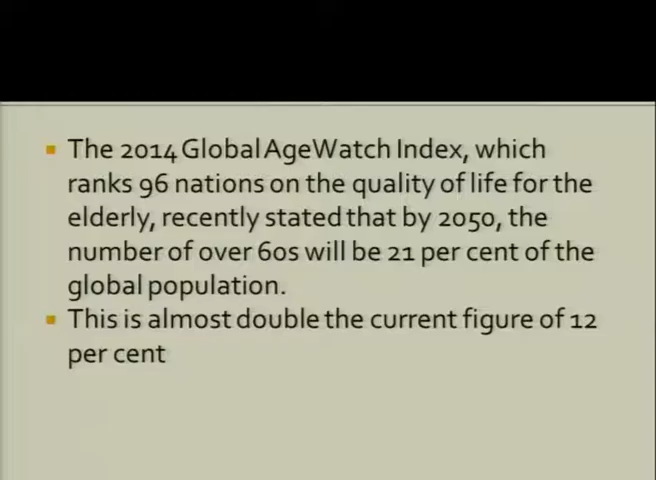 The 2014 Global AgeWatch Index, which
ranks 96 nations on the quality of life for the
elderly, recently stated that by 2050, the
number of over 60s will be 21 per cent of the
global population.
This is almost double the current figure of 12
per cent